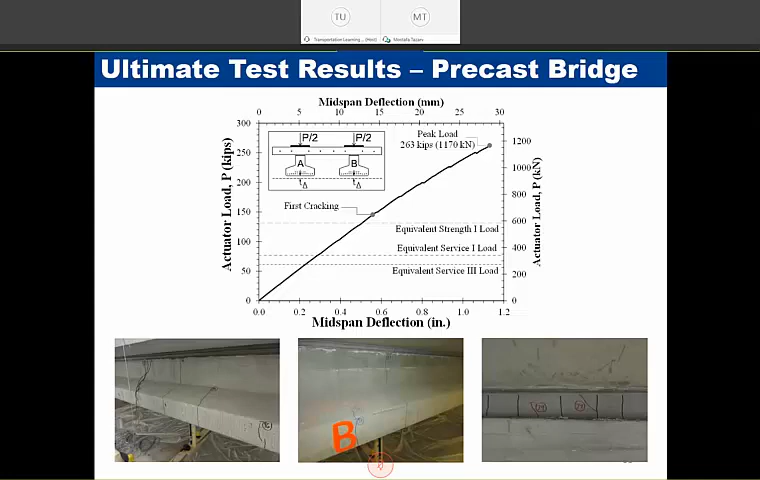 TU
MT
Transportation Learning ... (Host)
Mostafa Tazarv
Ultimate Test Results – Precast Bridge
Midspan Deflection (mm)
0 5 10 15 20 25 30
300
250
200
150
100
50
0
Actuator Load, P (kips)
P/2 P/2
A B
Δ Δ
Peak Load
263 kips (1170 kN)
First Cracking
Equivalent Strength I Load
Equivalent Service I Load
Equivalent Service III Load
1200
1000
800
600
400
200
0
Actuator Load, P (kN)
0.0 0.2 0.4 0.6 0.8 1.0 1.2
Midspan Deflection (in.)
B